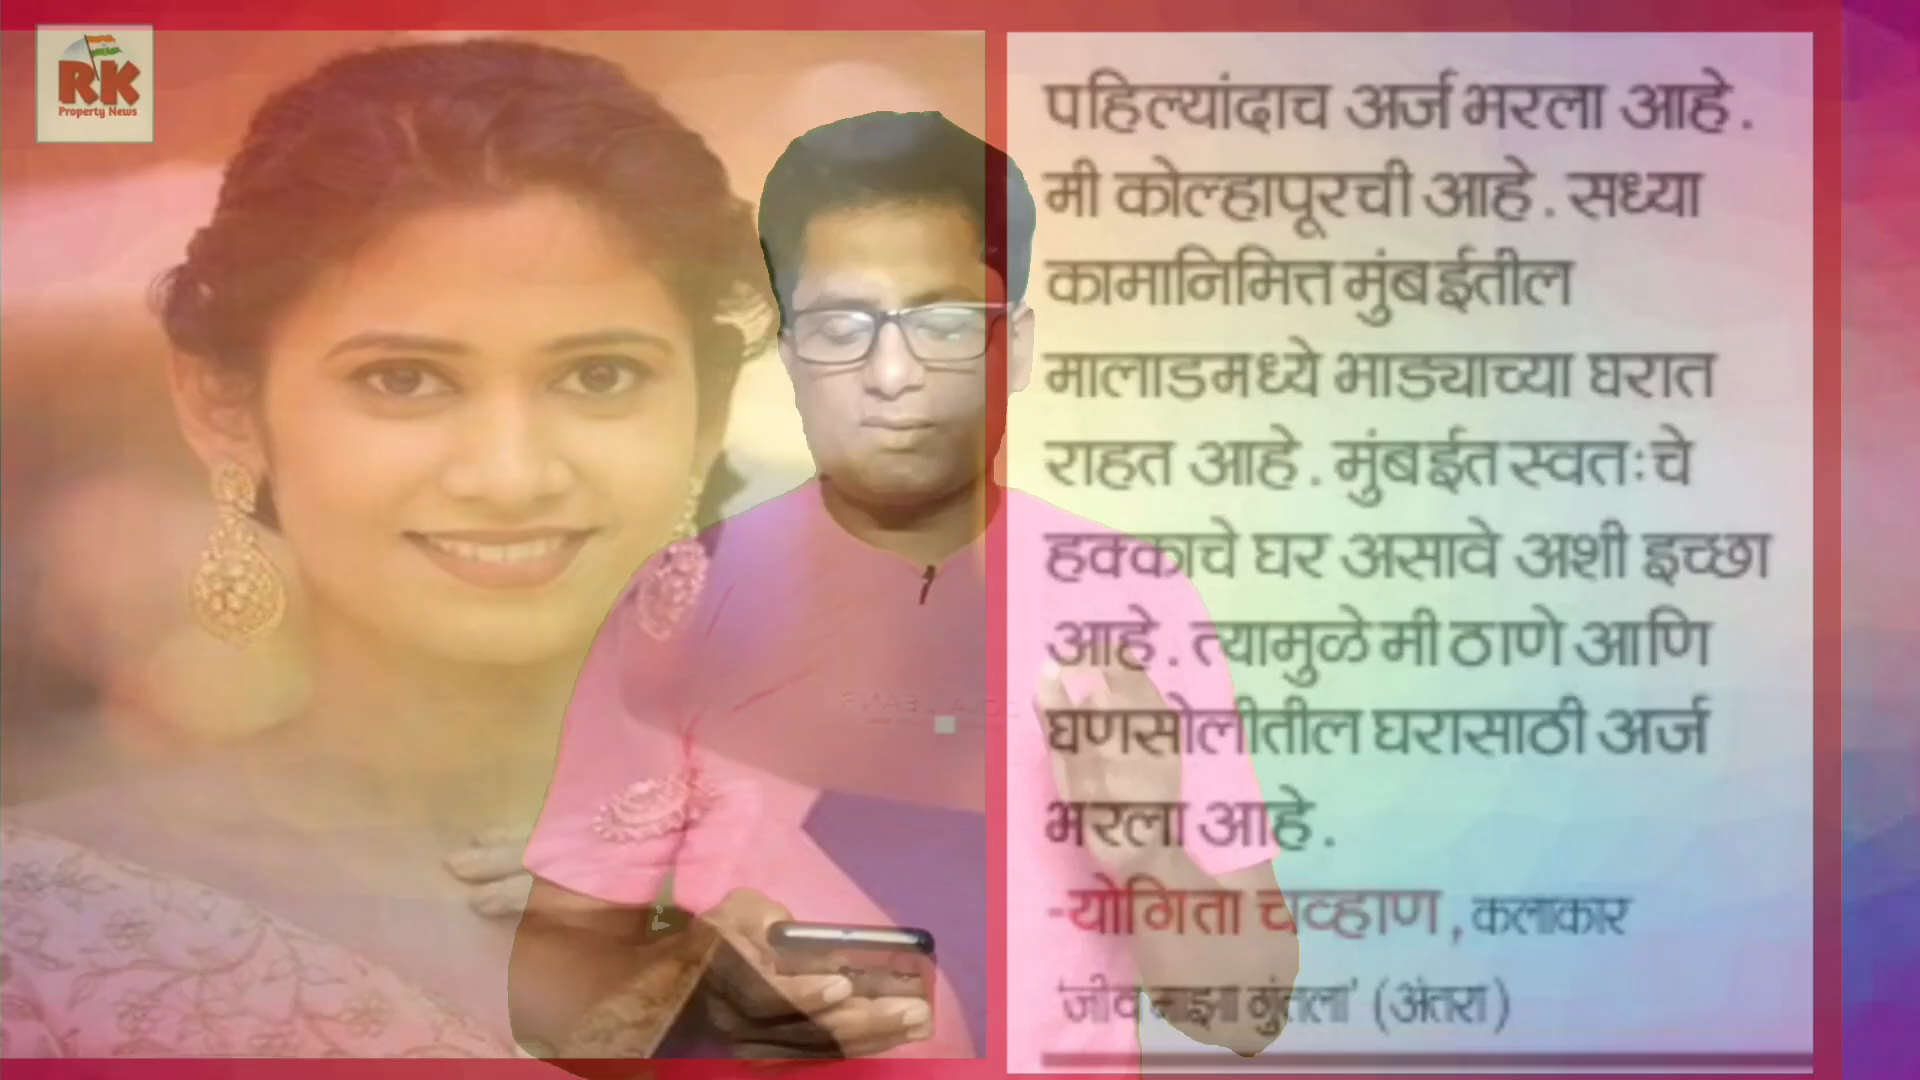 RK
Property News
पहिल्यांदाच अर्ज भरला आहे.
मी कोल्हापूरची आहे. सध्या
कामानिमित्त मुंबईतील
मालाडमध्ये भाड्याच्या घरात
राहत आहे. मुंबईत स्वतःचे
हक्काचे घर असावे अशी इच्छा
आहे. त्यामुळे मी ठाणे आणि
घणसोलीतील घरासाठी अर्ज
भरला आहे.
-योगिता चव्हाण, कलाकार
'जीव माझा गुंतला' (अंतरा)